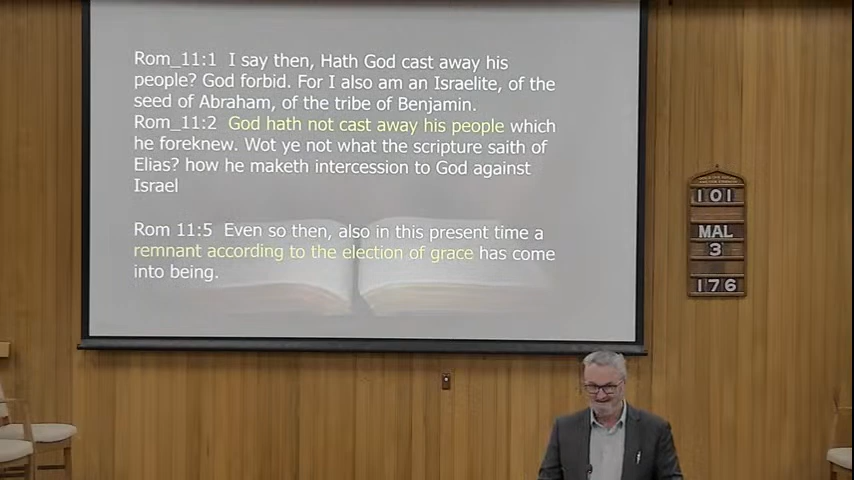 Rom_11:1 I say then, Hath God cast away his
people? God forbid. For I also am an Israelite, of the
seed of Abraham, of the tribe of Benjamin.
Rom_11:2 God hath not cast away his people which
he foreknew. Wot ye not what the scripture saith of
Elias? how he maketh intercession to God against
Israel
Rom 11:5 Even so then, also in this present time a
remnant according to the election of grace has come
into being.
101
MAL
3
176